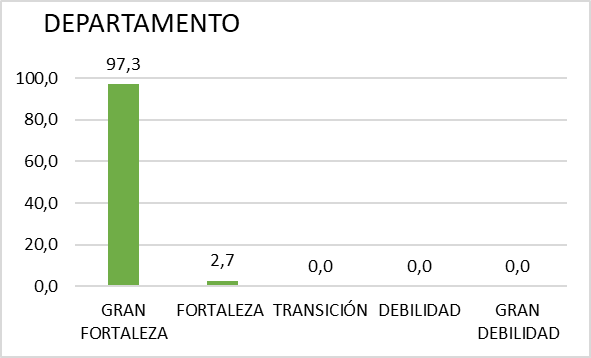 DEPARTAMENTO
97,3
100,0
80,0
60,0
40,0
20,0
0,0
2,7
0,0
0,0
0,0
GRAN FORTALEZA
FORTALEZA
TRANSICIÓN
DEBILIDAD
GRAN DEBILIDAD